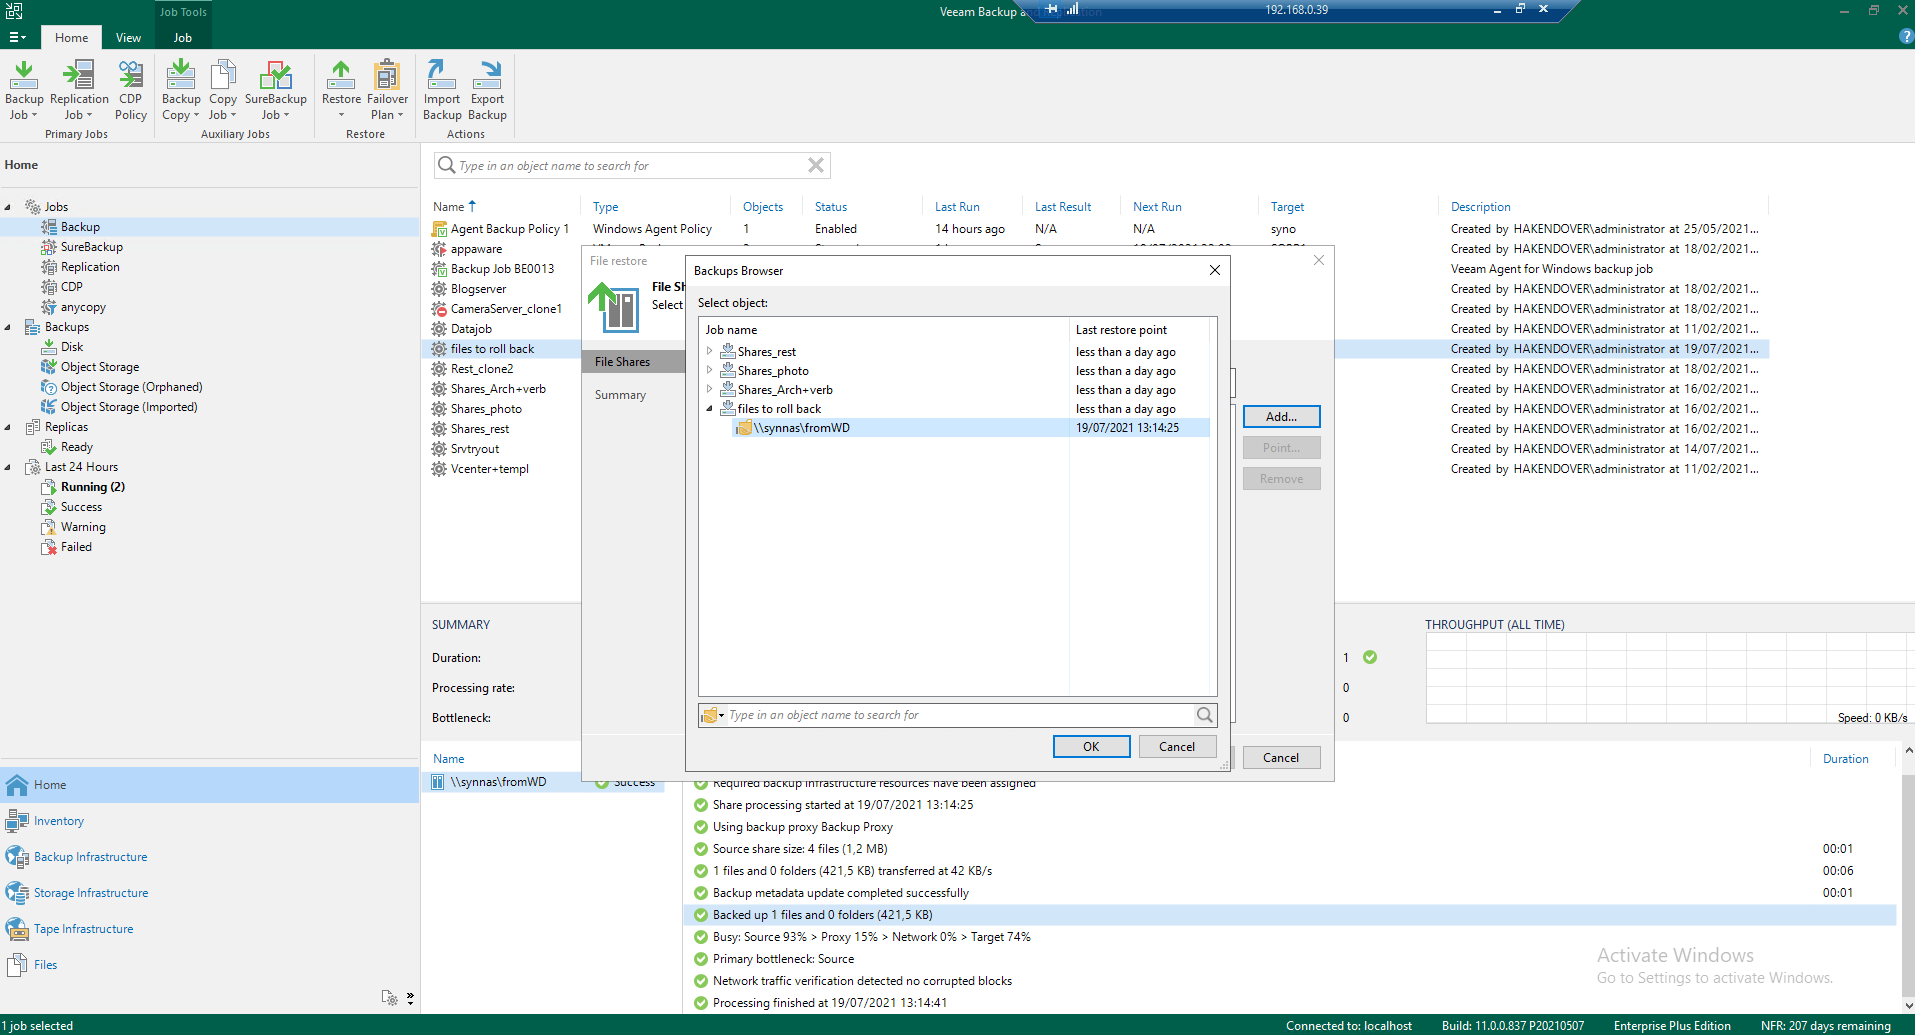 Job Tools
Veeam Backup and
192.168.0.39
Home
View
Job
Backup Job
Replication Job
CDP Policy
Backup Copy
Copy Job
SureBackup Job
Restore
Failover Plan
Import Backup
Export Backup
Primary Jobs
Auxiliary Jobs
Restore
Actions
Home
Jobs
Backup
SureBackup
Replication
CDP
anycopy
Backups
Disk
Object Storage
Object Storage (Orphaned)
Object Storage (Imported)
Replicas
Ready
Last 24 Hours
Running (2)
Success
Warning
Failed
Home
Inventory
Backup Infrastructure
Storage Infrastructure
Tape Infrastructure
Files
Type in an object name to search for
Name Type Objects Status Last Run Last Result Next Run Target Description
Agent Backup Policy 1 Windows Agent Policy 1 Enabled 14 hours ago N/A N/A syno Created by HAKENDOVER\administrator at 25/05/2021...
appaware Created by HAKENDOVER\administrator at 18/02/2021...
Backup Job BE0013 Veeam Agent for Windows backup job
Blogserver Created by HAKENDOVER\administrator at 18/02/2021...
CameraServer_clone1 Created by HAKENDOVER\administrator at 18/02/2021...
Datajob Created by HAKENDOVER\administrator at 11/02/2021...
files to roll back Created by HAKENDOVER\administrator at 19/07/2021...
Rest_clone2 Created by HAKENDOVER\administrator at 18/02/2021...
Shares_Arch+verb Created by HAKENDOVER\administrator at 16/02/2021...
Shares_photo Created by HAKENDOVER\administrator at 16/02/2021...
Shares_rest Created by HAKENDOVER\administrator at 16/02/2021...
Srvtryout Created by HAKENDOVER\administrator at 14/07/2021...
Vcenter+templ Created by HAKENDOVER\administrator at 11/02/2021...
File restore
File Sh
Select
File Shares
Summary
Add...
Point...
Remove
Cancel
Backups Browser
Select object:
Job name Last restore point
Shares_rest less than a day ago
Shares_photo less than a day ago
Shares_Arch+verb less than a day ago
files to roll back less than a day ago
\\synnas\fromWD 19/07/2021 13:14:25
Type in an object name to search for
OK
Cancel
SUMMARY
Duration:
Processing rate:
Bottleneck:
1
0
0
THROUGHPUT (ALL TIME)
Speed: 0 KB/s
Name
Duration
\\synnas\fromWD Success
Required backup infrastructure resources have been assigned
Share processing started at 19/07/2021 13:14:25
Using backup proxy Backup Proxy
Source share size: 4 files (1,2 MB) 00:01
1 files and 0 folders (421,5 KB) transferred at 42 KB/s 00:06
Backup metadata update completed successfully 00:01
Backed up 1 files and 0 folders (421,5 KB)
Busy: Source 93% > Proxy 15% > Network 0% > Target 74%
Primary bottleneck: Source
Network traffic verification detected no corrupted blocks
Processing finished at 19/07/2021 13:14:41
Activate Windows
Go to Settings to activate Windows.
1 job selected
Connected to: localhost
Build: 11.0.0.837 P20210507
Enterprise Plus Edition
NFR: 207 days remaining